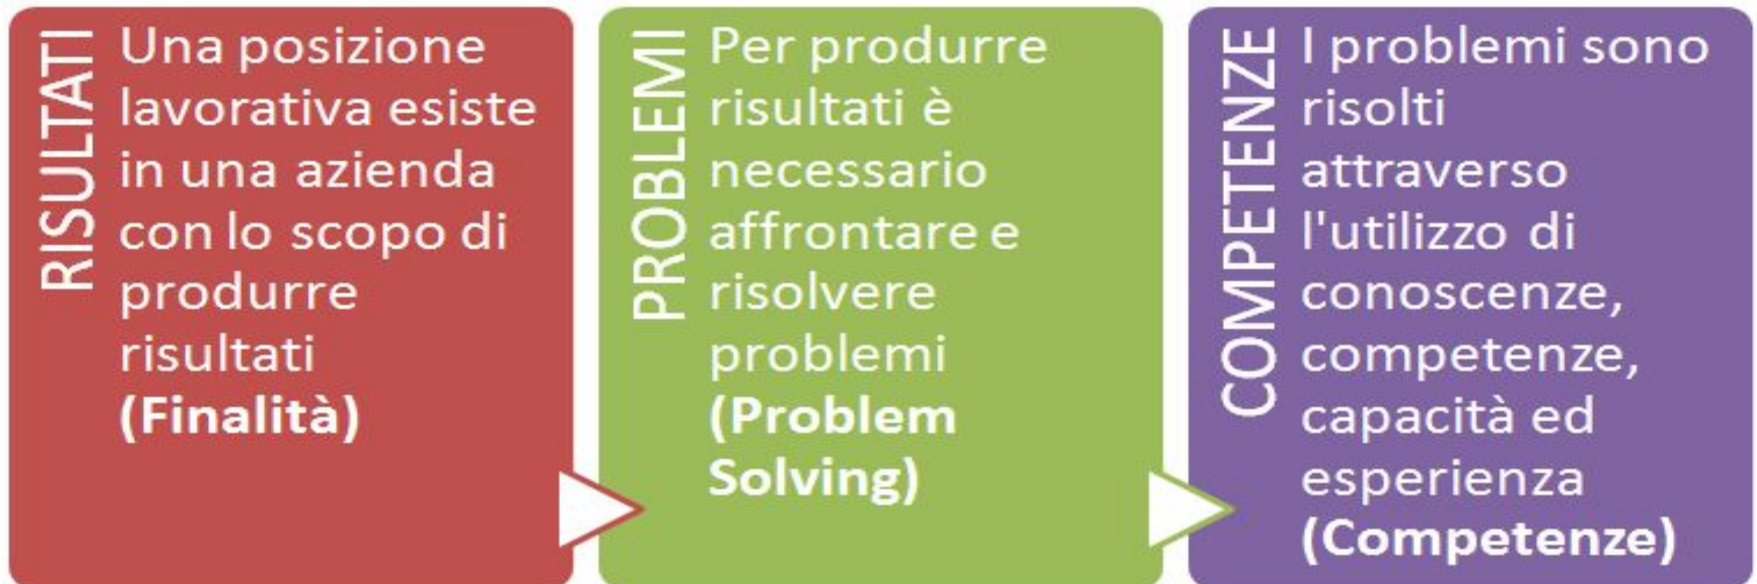 RISULTATI
Una posizione
lavorativa esiste
in una azienda
con lo scopo di
produrre
risultati
(Finalità)
PROBLEMI
Per produrre
risultati è
necessario
affrontare e
risolvere
problemi
(Problem
Solving)
COMPETENZE
I problemi sono
risolti
attraverso
l'utilizzo di
conoscenze,
competenze,
capacità ed
esperienza
(Competenze)